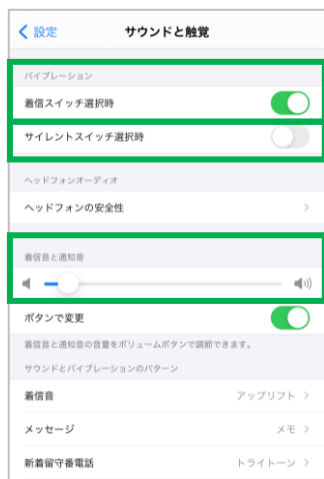 設定
サウンドと触覚
バイブレーション
着信スイッチ選択時
サイレントスイッチ選択時
ヘッドフォンオーディオ
ヘッドフォンの安全性
着信音と通知音
ボタンで変更
着信音と通知音の音量をボリュームボタンで調節できます。
サウンドとバイブレーションのパターン
着信音 アップリフト
メッセージ メモ
新着留守番電話 トライトーン